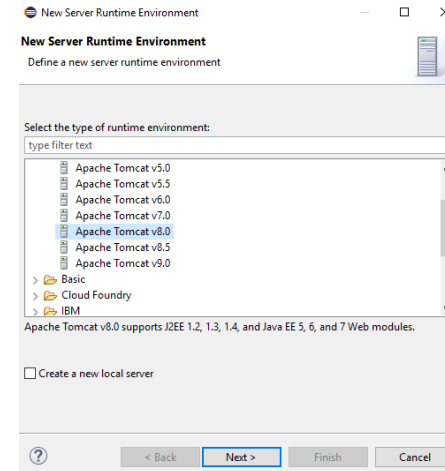 New Server Runtime Environment
New Server Runtime Environment
Define a new server runtime environment
Select the type of runtime environment:
type filter text
Apache Tomcat v5.0
Apache Tomcat v5.5
Apache Tomcat v6.0
Apache Tomcat v7.0
Apache Tomcat v8.0
Apache Tomcat v8.5
Apache Tomcat v9.0
Basic
Cloud Foundry
IBM
Apache Tomcat v8.0 supports J2EE 1.2, 1.3, 1.4, and Java EE 5, 6, and 7 Web modules.
Create a new local server
? < Back Next > Finish Cancel